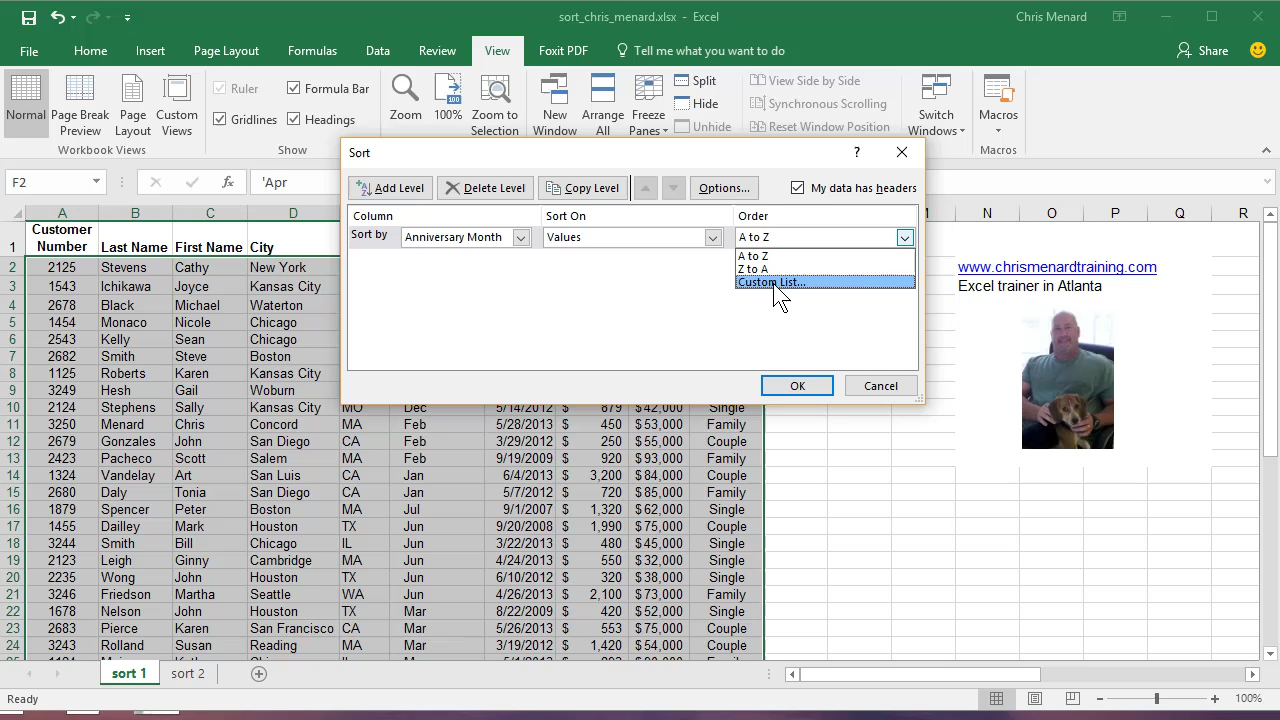 sort_chris_menard.xlsx - Excel
Chris Menard
File Home Insert Page Layout Formulas Data Review View Foxit PDF Tell me what you want to do Share
Normal
Page Break Preview
Page Layout
Custom Views
Ruler
Formula Bar
Gridlines
Headings
Zoom
100%
Zoom to Selection
New Window
Arrange All
Freeze Panes
Split
Hide
Unhide
View Side by Side
Synchronous Scrolling
Reset Window Position
Switch Windows
Macros
Workbook Views
Show
Macros
F2
'Apr
Sort
?
Add Level Delete Level Copy Level Options... My data has headers
Column Sort On Order
Sort by Anniversary Month Values A to Z
A to Z
Z to A
Custom List...
OK Cancel
A B C D N O P Q R
1 Customer Number Last Name First Name City
2 2125 Stevens Cathy New York
3 1543 Ichikawa Joyce Kansas City
4 2678 Black Michael Waterton
5 1454 Monaco Nicole Chicago
6 2543 Kelly Sean Chicago
7 2682 Smith Steve Boston
8 1125 Roberts Karen Kansas City
9 3249 Hesh Gail Woburn
10 2124 Stephens Sally Kansas City MO Dec 5/14/2012 $ 879 $42,000 Single
11 3250 Menard Chris Concord MA Feb 5/28/2013 $ 450 $53,000 Family
12 2679 Gonzales John San Diego CA Feb 3/29/2012 $ 250 $55,000 Couple
13 2423 Pacheco Scott Salem MA Feb 9/19/2009 $ 920 $93,000 Family
14 1324 Vandelay Art San Luis CA Jan 6/4/2013 $ 3,200 $84,000 Couple
15 2680 Daly Tonia San Diego CA Jan 5/7/2012 $ 720 $85,000 Family
16 1879 Spencer Peter Boston MA Jul 9/1/2007 $ 1,320 $62,000 Single
17 1455 Dailley Mark Houston TX Jun 9/20/2008 $ 1,990 $75,000 Couple
18 3244 Smith Bill Chicago IL Jun 3/22/2013 $ 480 $45,000 Single
19 2123 Leigh Ginny Cambridge MA Jun 4/24/2013 $ 550 $32,000 Single
20 2235 Wong John Houston TX Jun 6/10/2012 $ 320 $38,000 Single
21 3246 Friedson Martha Seattle WA Jun 4/26/2013 $ 2,100 $73,000 Family
22 1678 Nelson John Houston TX Mar 8/22/2009 $ 420 $52,000 Single
23 2683 Pierce Karen San Francisco CA Mar 5/26/2013 $ 553 $75,000 Couple
24 3243 Rolland Susan Reading MA Mar 3/19/2012 $ 1,420 $54,000 Single
www.chrismenardtraining.com
Excel trainer in Atlanta
sort 1 sort 2
Ready
100%